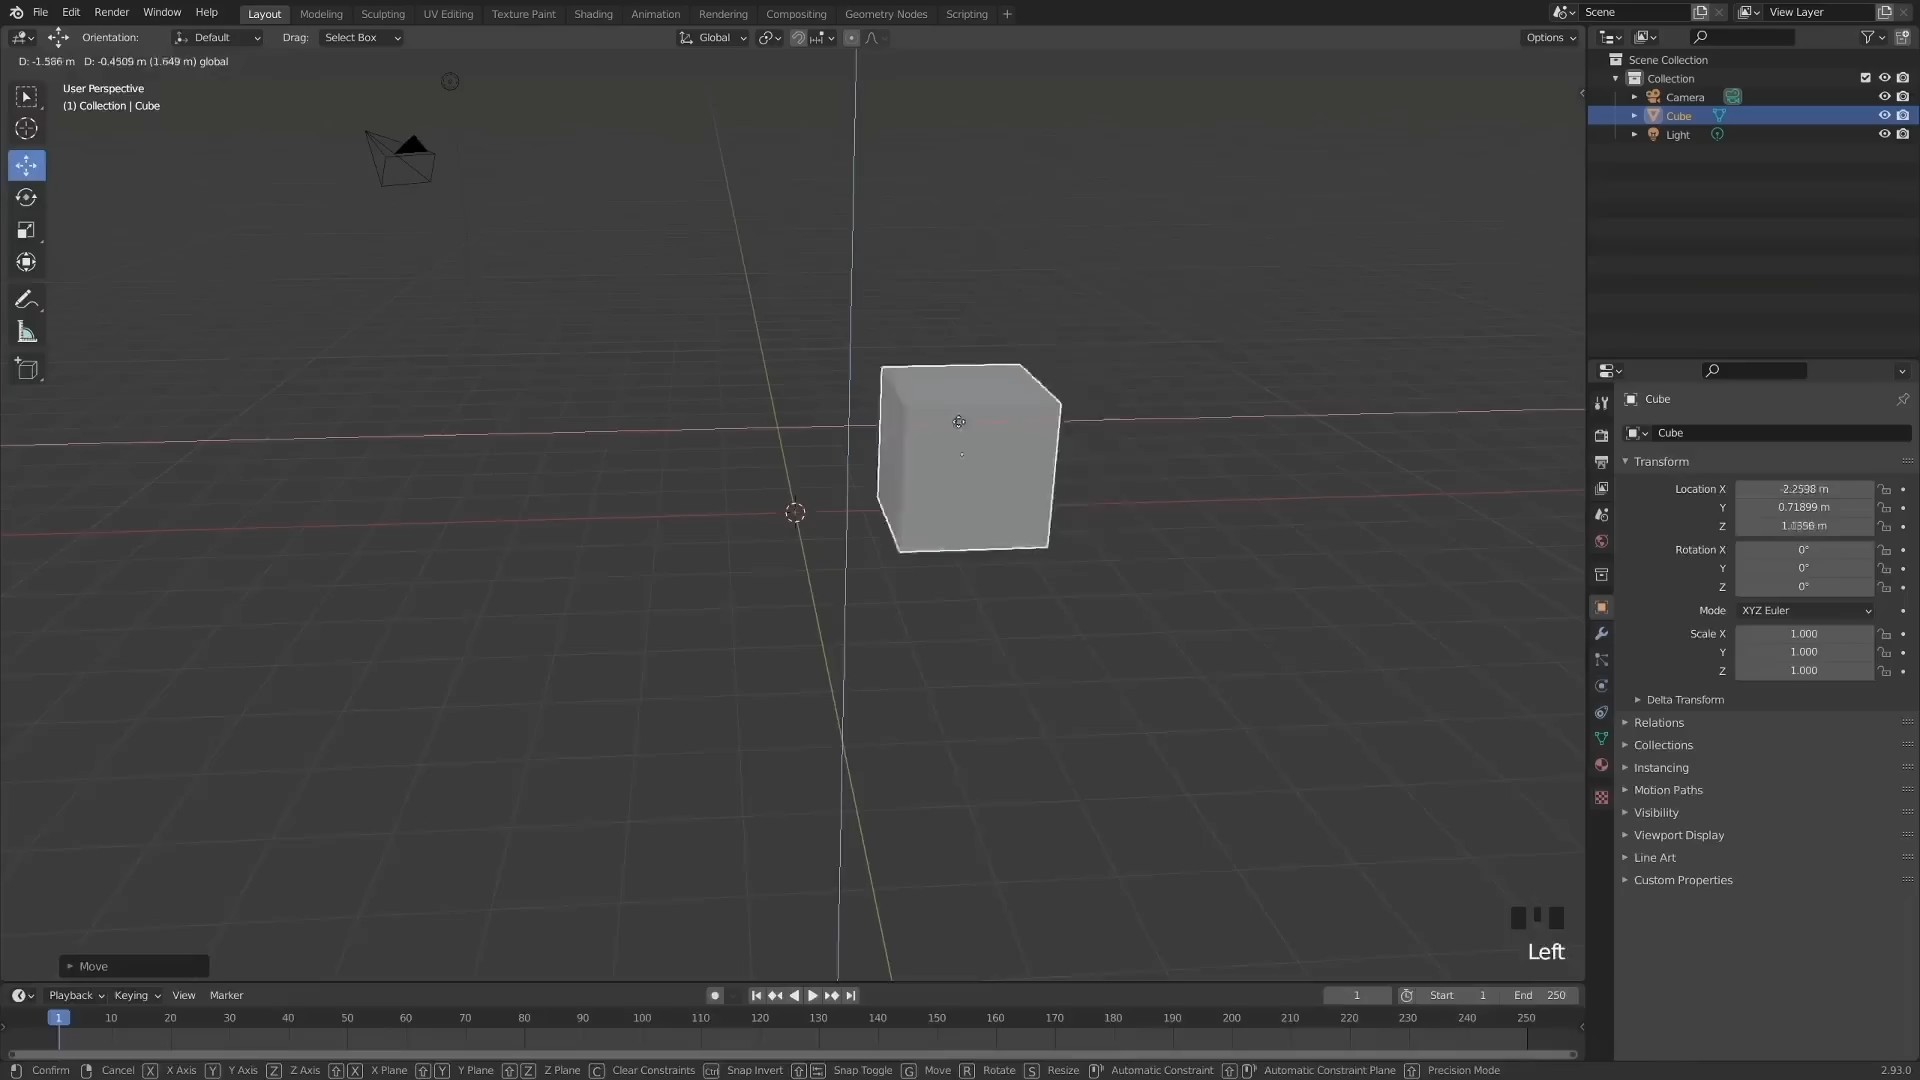 File Edit Render Window Help Layout Modeling Sculpting UV Editing Texture Paint Shading Animation Rendering Compositing Geometry Nodes Scripting + Scene View Layer
Orientation: Default Drag: Select Box Global Options
D: -1.586 m D: -0.4509 m (1.649 m) global
User Perspective
(1) Collection | Cube
Scene Collection
Collection
Camera
Cube
Light
Cube
Cube
Transform
Location X -2.2598 m
Y 0.71899 m
Z
Rotation X 0°
Y 0°
Z 0°
Mode XYZ Euler
Scale X 1.000
Y 1.000
Z 1.000
Delta Transform
Relations
Collections
Instancing
Motion Paths
Visibility
Viewport Display
Line Art
Custom Properties
Left
Move
Playback Keying View Marker 1 Start 1 End 250
1 10 20 30 40 50 60 70 80 90 100 110 120 130 140 150 160 170 180 190 200 210 220 230 240 250
Confirm Cancel X X Axis Y Y Axis Z Z Axis X X Plane Y Y Plane Z Z Plane C Clear Constraints Ctrl Snap Invert Snap Toggle G Move R Rotate S Resize Automatic Constraint Automatic Constraint Plane Precision Mode 2.93.0